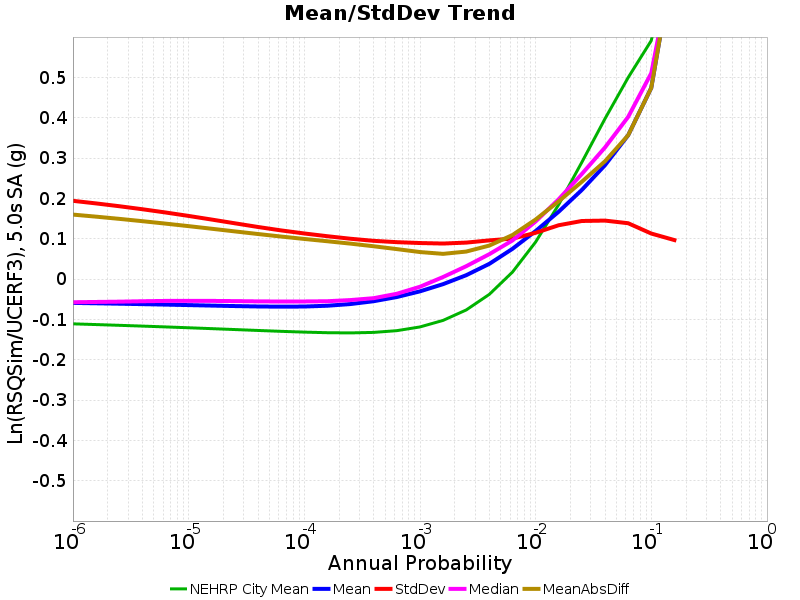 Mean/StdDev Trend
Ln(RSQSim/UCERF3), 5.0s SA (g)
0.5
0.4
0.3
0.2
0.1
0
-0.1
-0.2
-0.3
-0.4
-0.5
10^-6 10^-5 10^-4 10^-3 10^-2 10^-1 10^0
Annual Probability
NEHRP City Mean Mean StdDev Median MeanAbsDiff